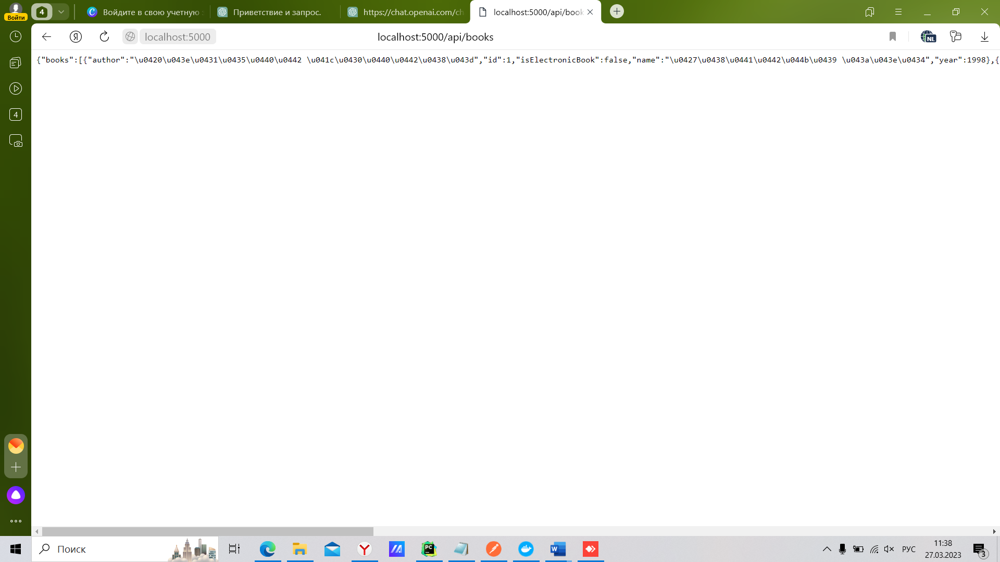 Войти
4
Войдите в свою учетную
Приветствие и запрос.
https://chat.openai.com/ch
localhost:5000/api/book
Я
localhost:5000
localhost:5000/api/books
NL
{"books":[{"author":"\u0420\u043e\u0431\u0435\u0440\u0442 \u041c\u0430\u0440\u0442\u0438\u043d","id":1,"isElectronicBook":false,"name":"\u0427\u0438\u0441\u0442\u044b\u0439 \u043a\u043e\u0434","year":1998},{
4
Поиск
PC
РУС
11:38
27.03.2023
3